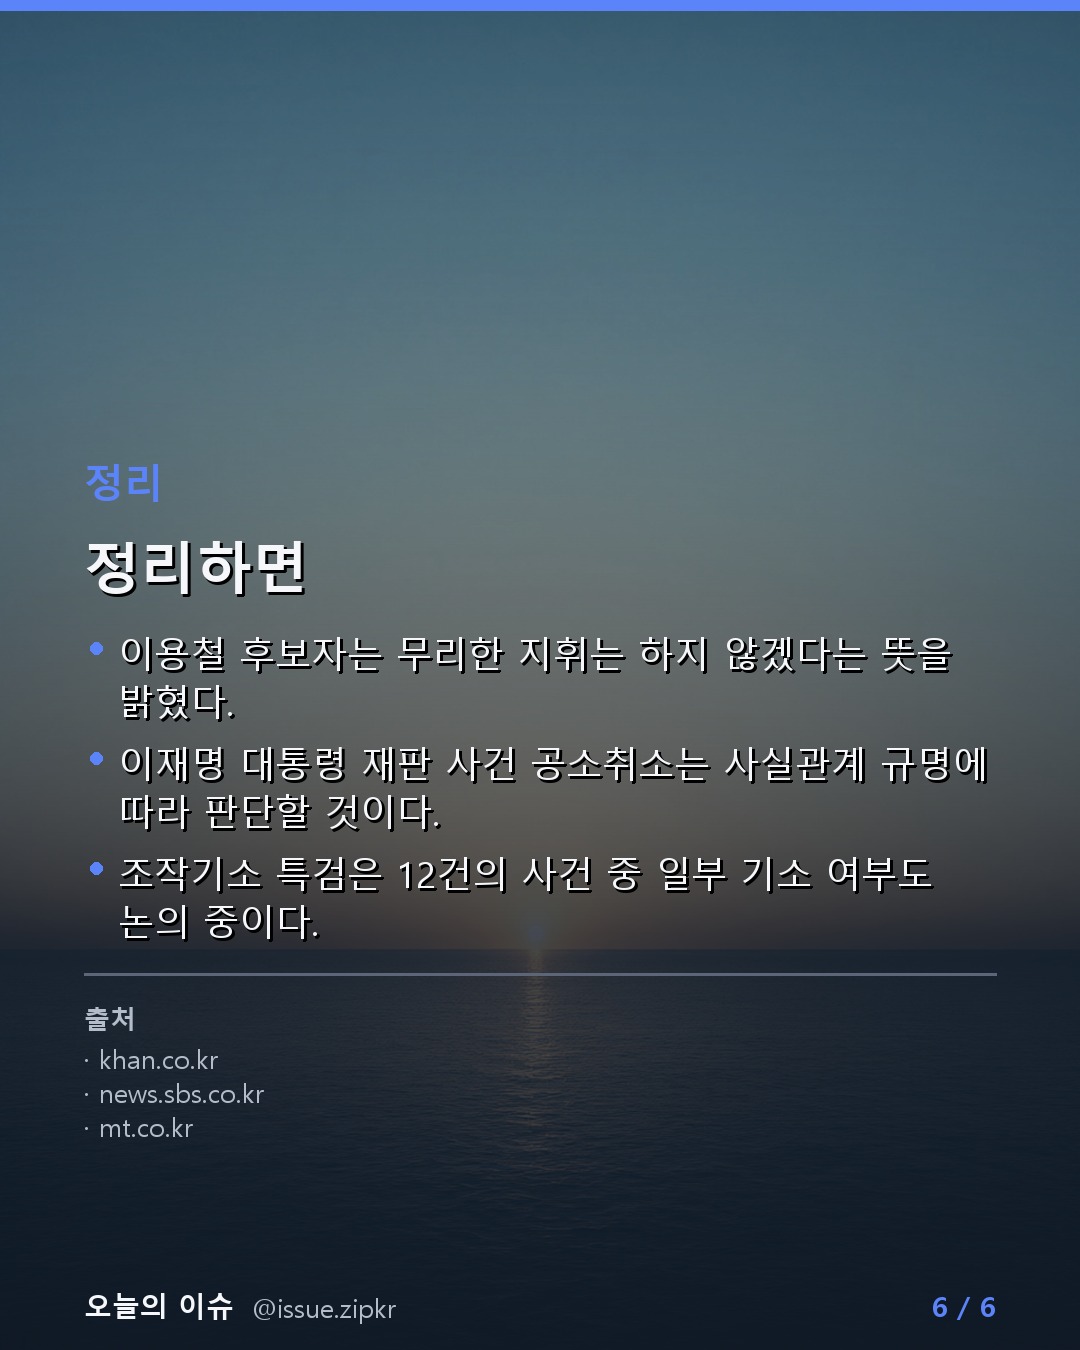 정리
정리하면
• 이용철 후보자는 무리한 지휘는 하지 않겠다는 뜻을
밝혔다.
• 이재명 대통령 재판 사건 공소취소는 사실관계 규명에
따라 판단할 것이다.
• 조작기소 특검은 12건의 사건 중 일부 기소 여부도
논의 중이다.
출처
· khan.co.kr
· news.sbs.co.kr
· mt.co.kr
오늘의 이슈 @issue.zipkr
6 / 6